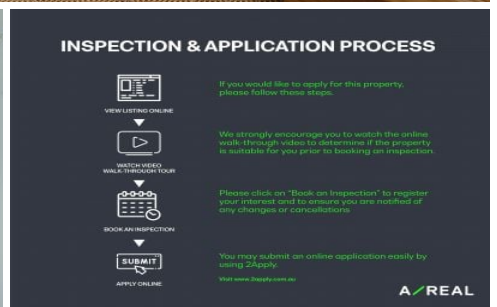 INSPECTION & APPLICATION PROCESS
VIEW LISTING ONLINE
If you would like to apply for this property,
please follow these steps.
WATCH VIDEO
WALK-THROUGH TOUR
We strongly encourage you to watch the online
walk-through video to determine if the property
is suitable for you prior to booking an inspection.
BOOK AN INSPECTION
Please click on "Book an Inspection" to register
your interest and to ensure you are notified of
any changes or cancellations
SUBMIT
APPLY ONLINE
You may submit an online application easily by
using 2Apply.
Visit www.2apply.com.au
A/REAL